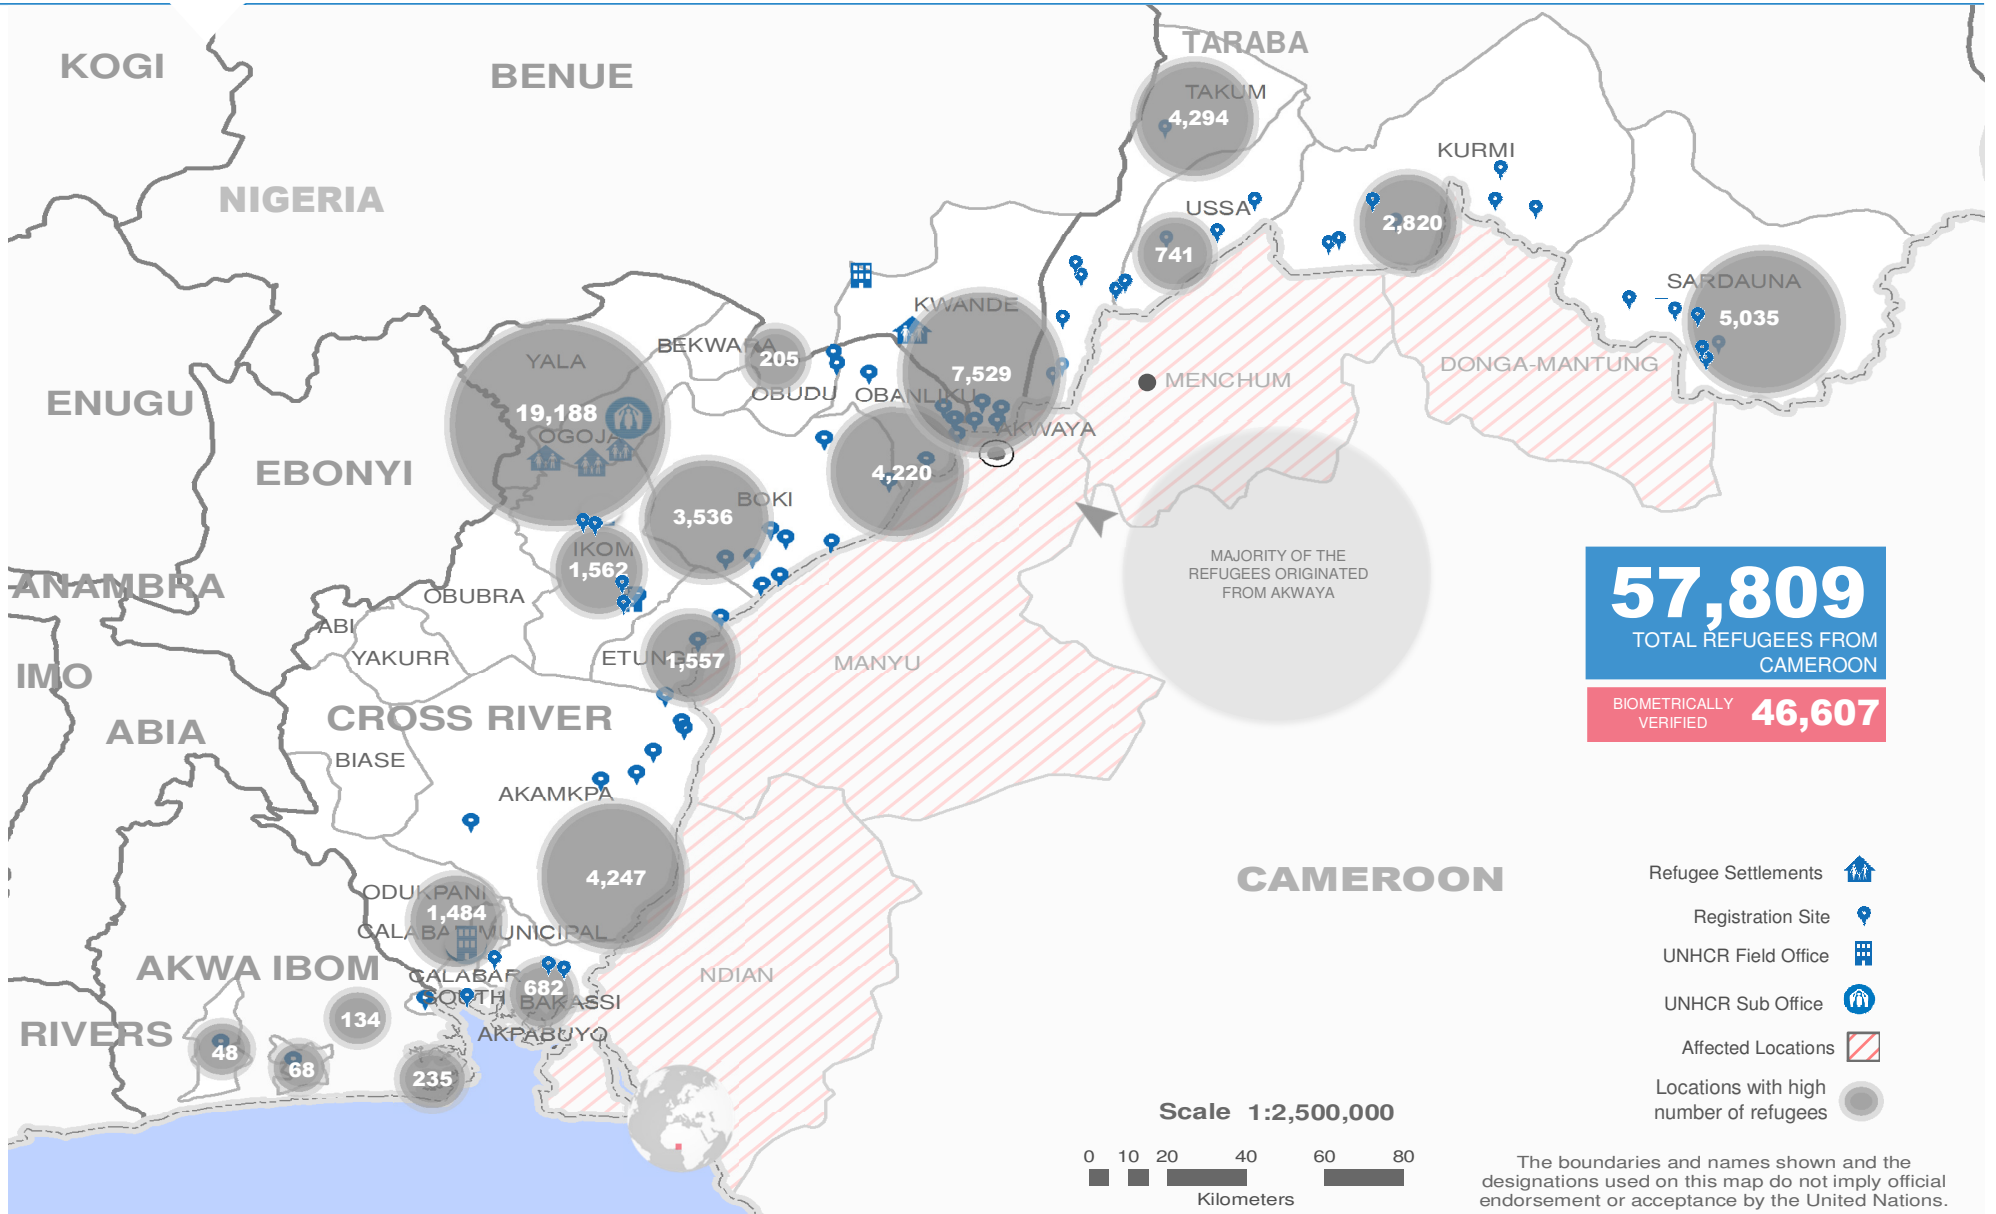 TARABA
KOGI
BENUE
TAKUM
4,294
KURMI
NIGERIA
USSA
2,820
741
SARDAUNA
5,035
KWANDE
BEKWARA
205
YALA
DONGA-MANTUNG
7,529
MENCHUM
OBUDU
OBANLIKU
ENUGU
19,188
OGOJA
AKWAYA
EBONYI
4,220
BOKI
3,536
IKOM
1,562
MAJORITY OF THE
REFUGEES ORIGINATED
FROM AKWAYA
57,809
TOTAL REFUGEES FROM
CAMEROON
BIOMETRICALLY
VERIFIED
46,607
ANAMBRA
OBUBRA
ABI
YAKURR
ETUNG
1,557
MANYU
IMO
CROSS RIVER
ABIA
BIASE
AKAMKPA
4,247
CAMEROON
ODUKPANI
1,484
CALABAR MUNICIPAL
AKWA IBOM
CALABAR
SOUTH
682
BAKASSI
NDIAN
134
RIVERS
AKPABUYO
48
68
235
Refugee Settlements
Registration Site
UNHCR Field Office
UNHCR Sub Office
Affected Locations
Locations with high
number of refugees
Scale 1:2,500,000
0 10 20 40 60 80
Kilometers
The boundaries and names shown and the
designations used on this map do not imply official
endorsement or acceptance by the United Nations.